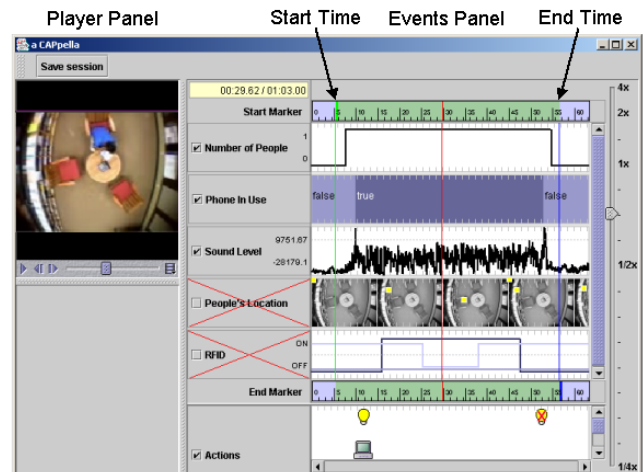 Player Panel
Start Time
Events Panel
End Time
a CAPpella
Save session
00:29.62 / 01:03.00
4x
Start Marker
0 5 10 15 20 25 30 35 40 45 50 55 60
2x
Number of People
1
0
1x
Phone In Use
false
true
false
1/2x
Sound Level
9751.67
-28179.1
People's Location
RFID
ON
OFF
End Marker
0 5 10 15 20 25 30 35 40 45 50 55 60
Actions
1/4x